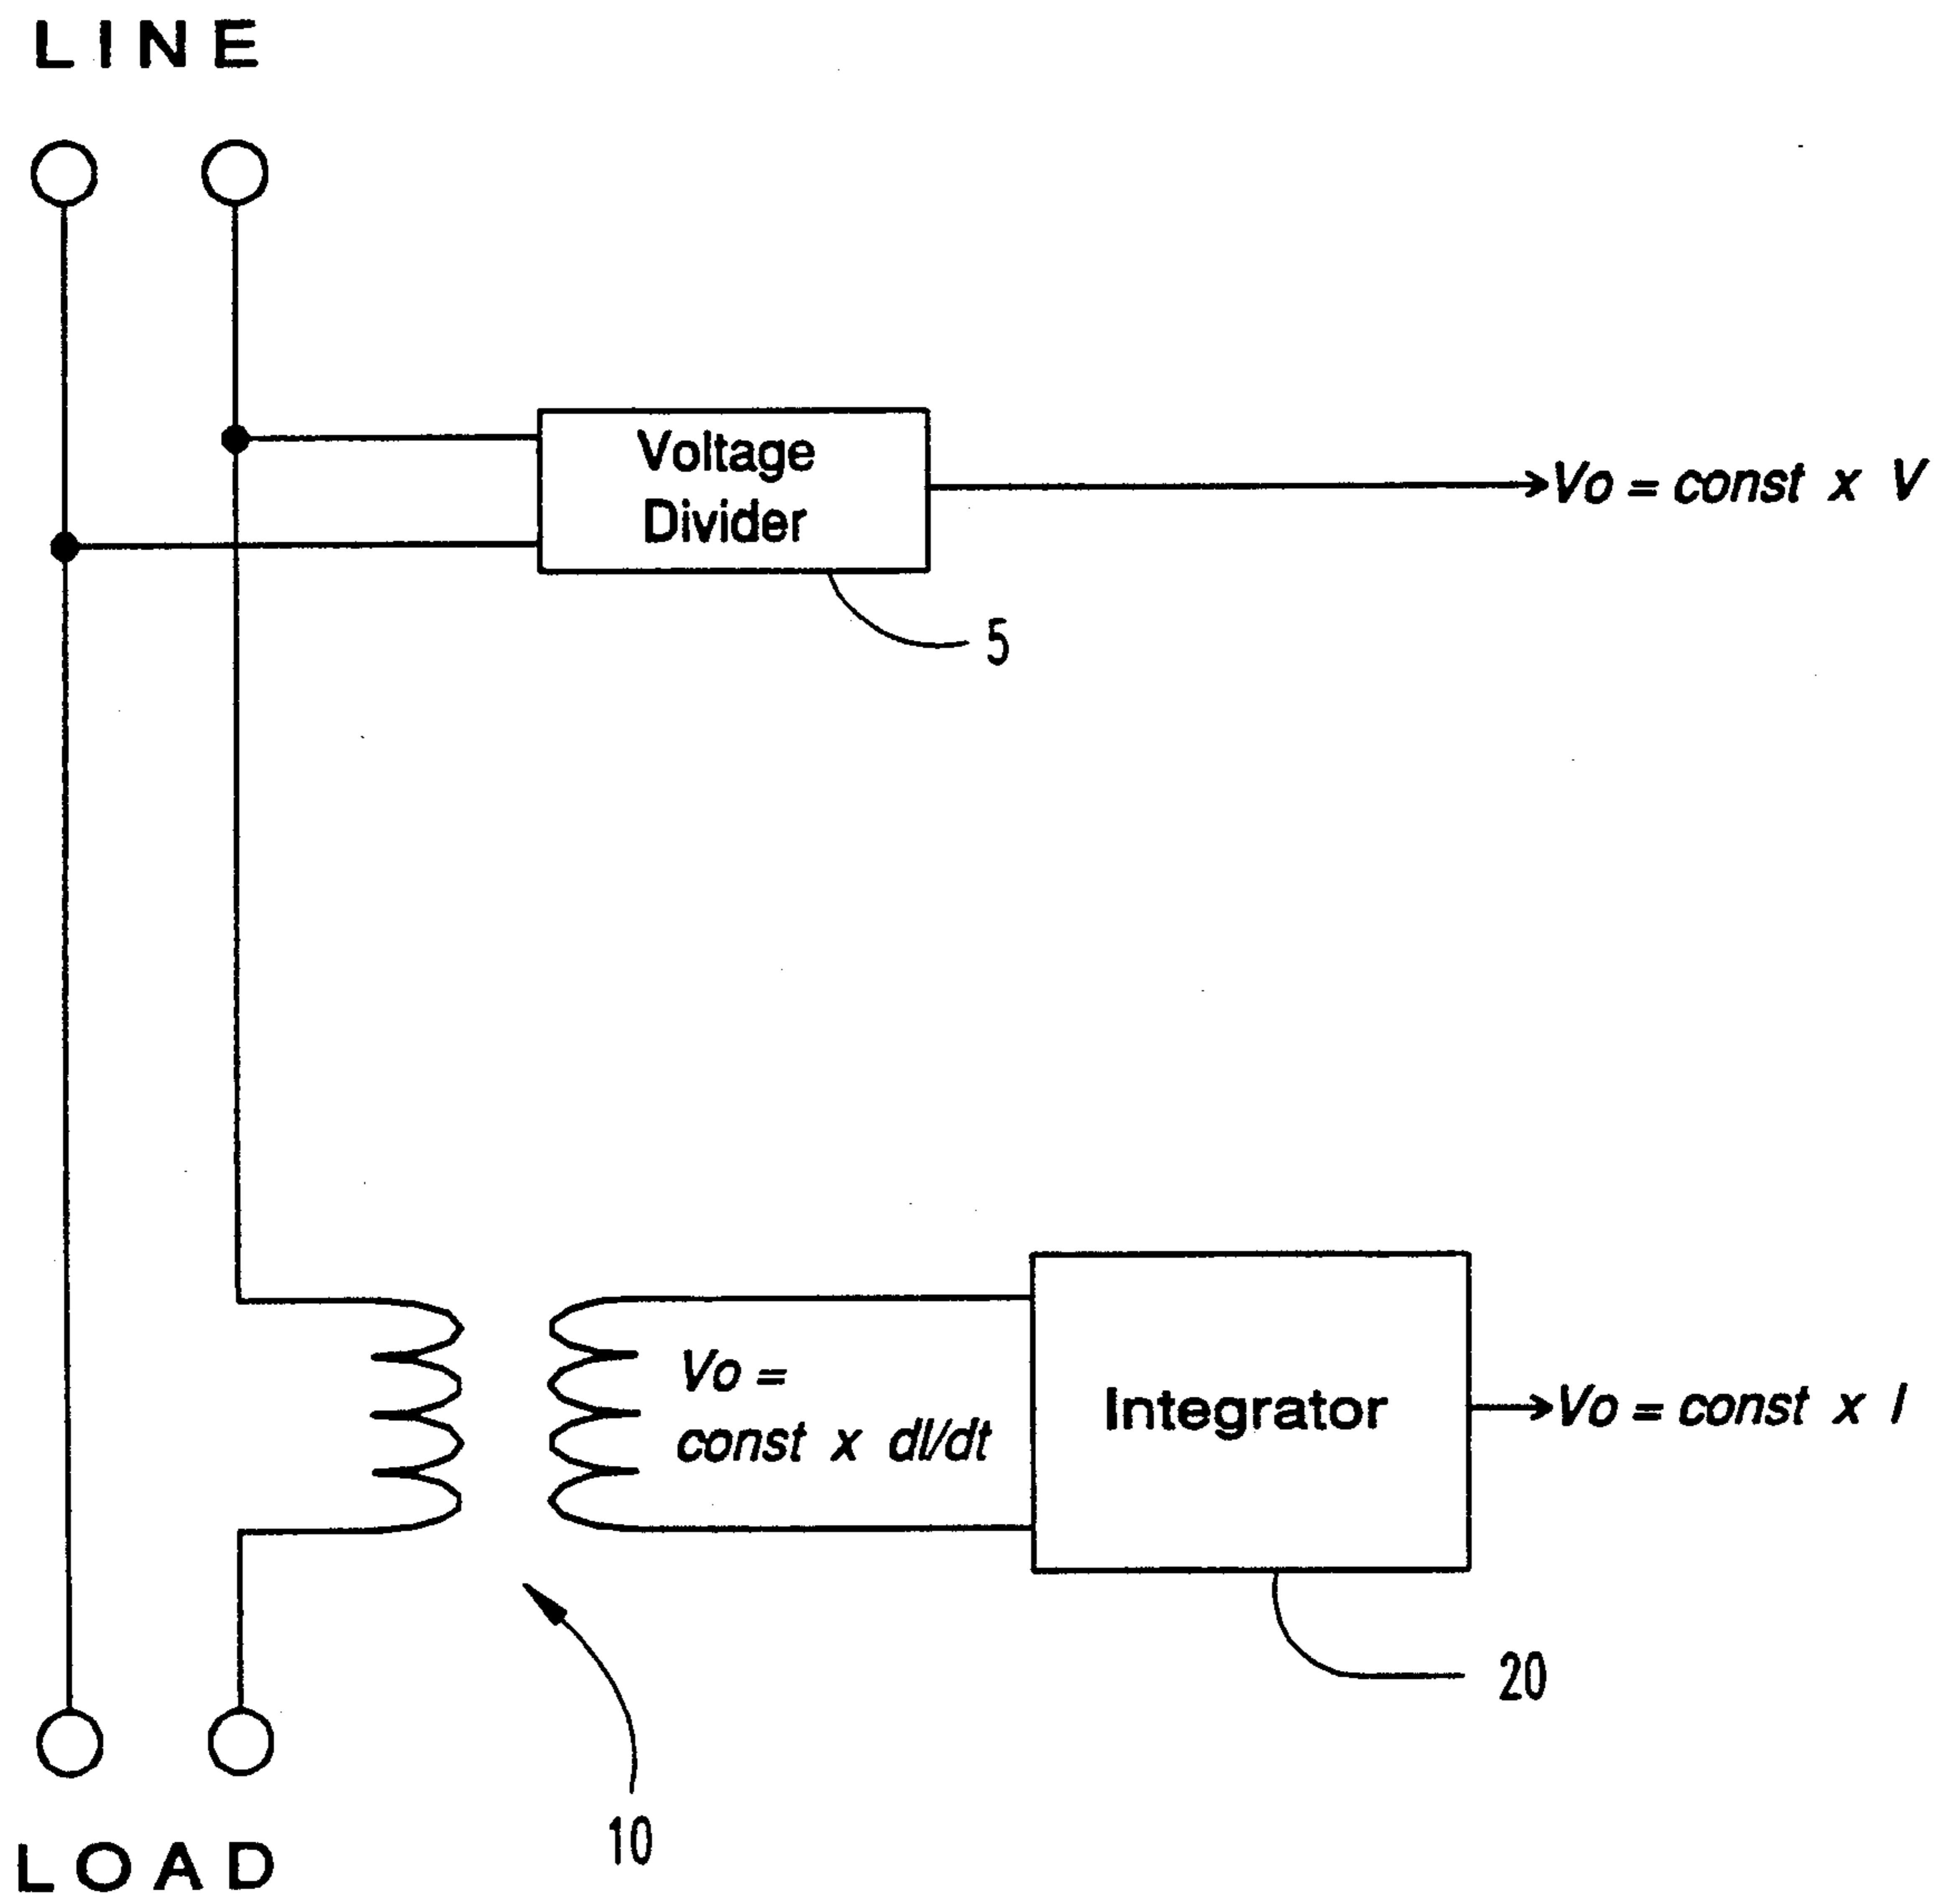 LINE
Voltage
Divider
Vo = const x V
5
Vo =
const x dI/dt
Integrator
Vo = const x I
20
10
LOAD